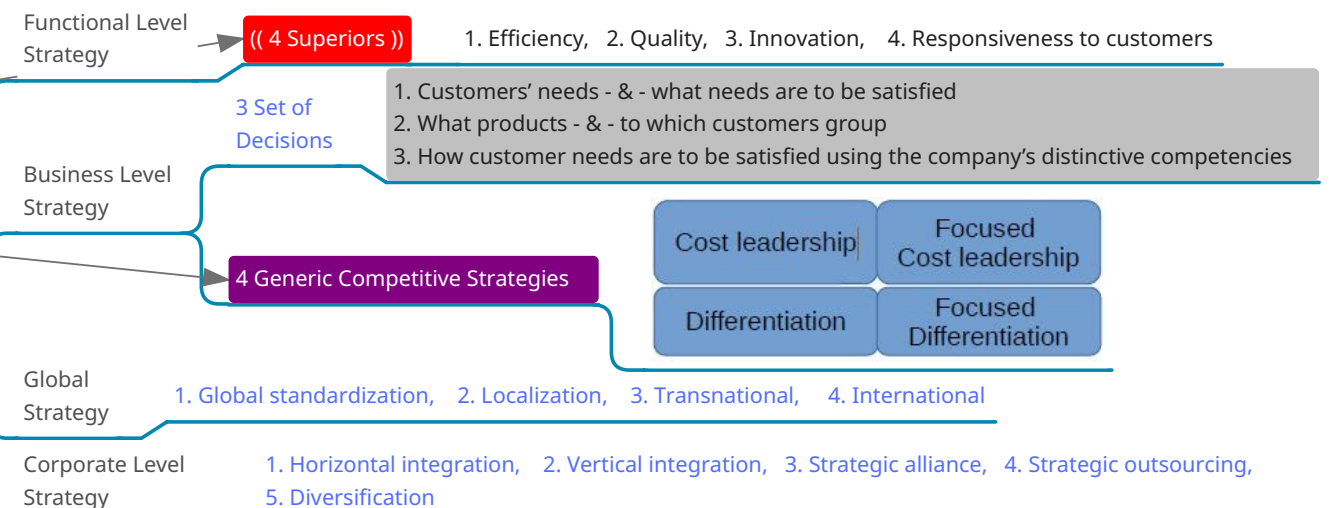 Functional Level
Strategy
(( 4 Superiors ))
1. Efficiency, 2. Quality, 3. Innovation, 4. Responsiveness to customers
3 Set of
Decisions
1. Customers’ needs - & - what needs are to be satisfied
2. What products - & - to which customers group
3. How customer needs are to be satisfied using the company’s distinctive competencies
Business Level
Strategy
4 Generic Competitive Strategies
Cost leadership
Focused
Cost leadership
Differentiation
Focused
Differentiation
Global
Strategy
1. Global standardization, 2. Localization, 3. Transnational, 4. International
Corporate Level
Strategy
1. Horizontal integration, 2. Vertical integration, 3. Strategic alliance, 4. Strategic outsourcing,
5. Diversification